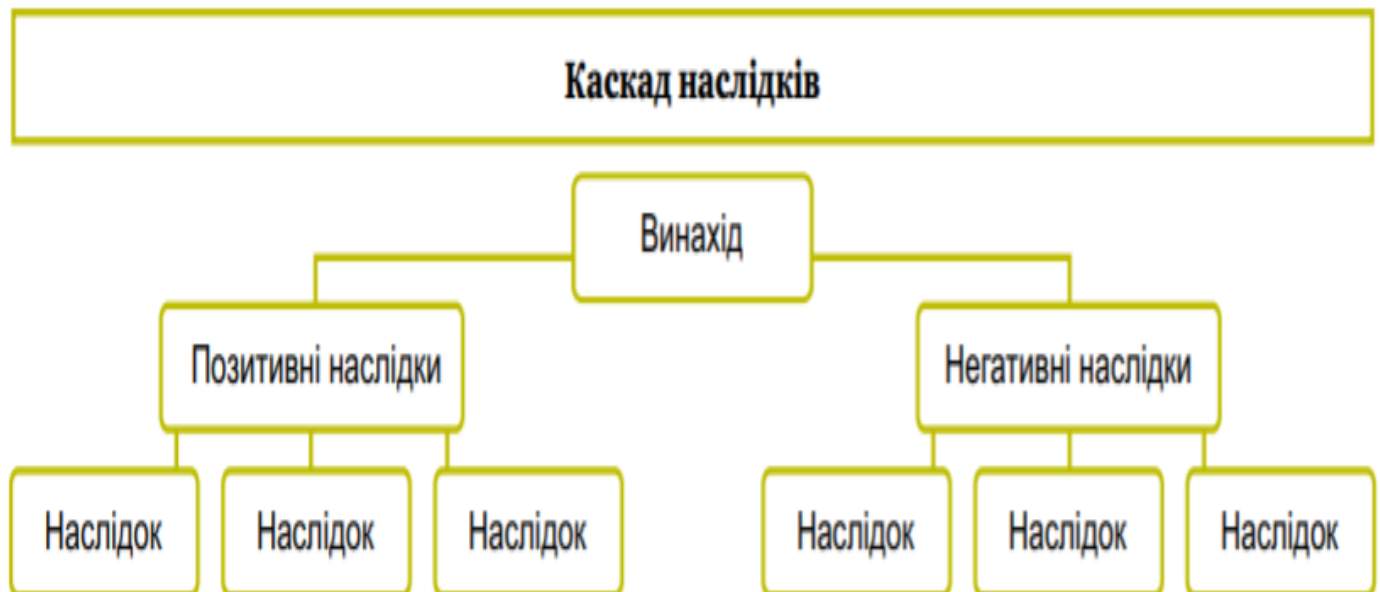 Каскад наслідків
Винахід
Позитивні наслідки
Негативні наслідки
Наслідок
Наслідок
Наслідок
Наслідок
Наслідок
Наслідок